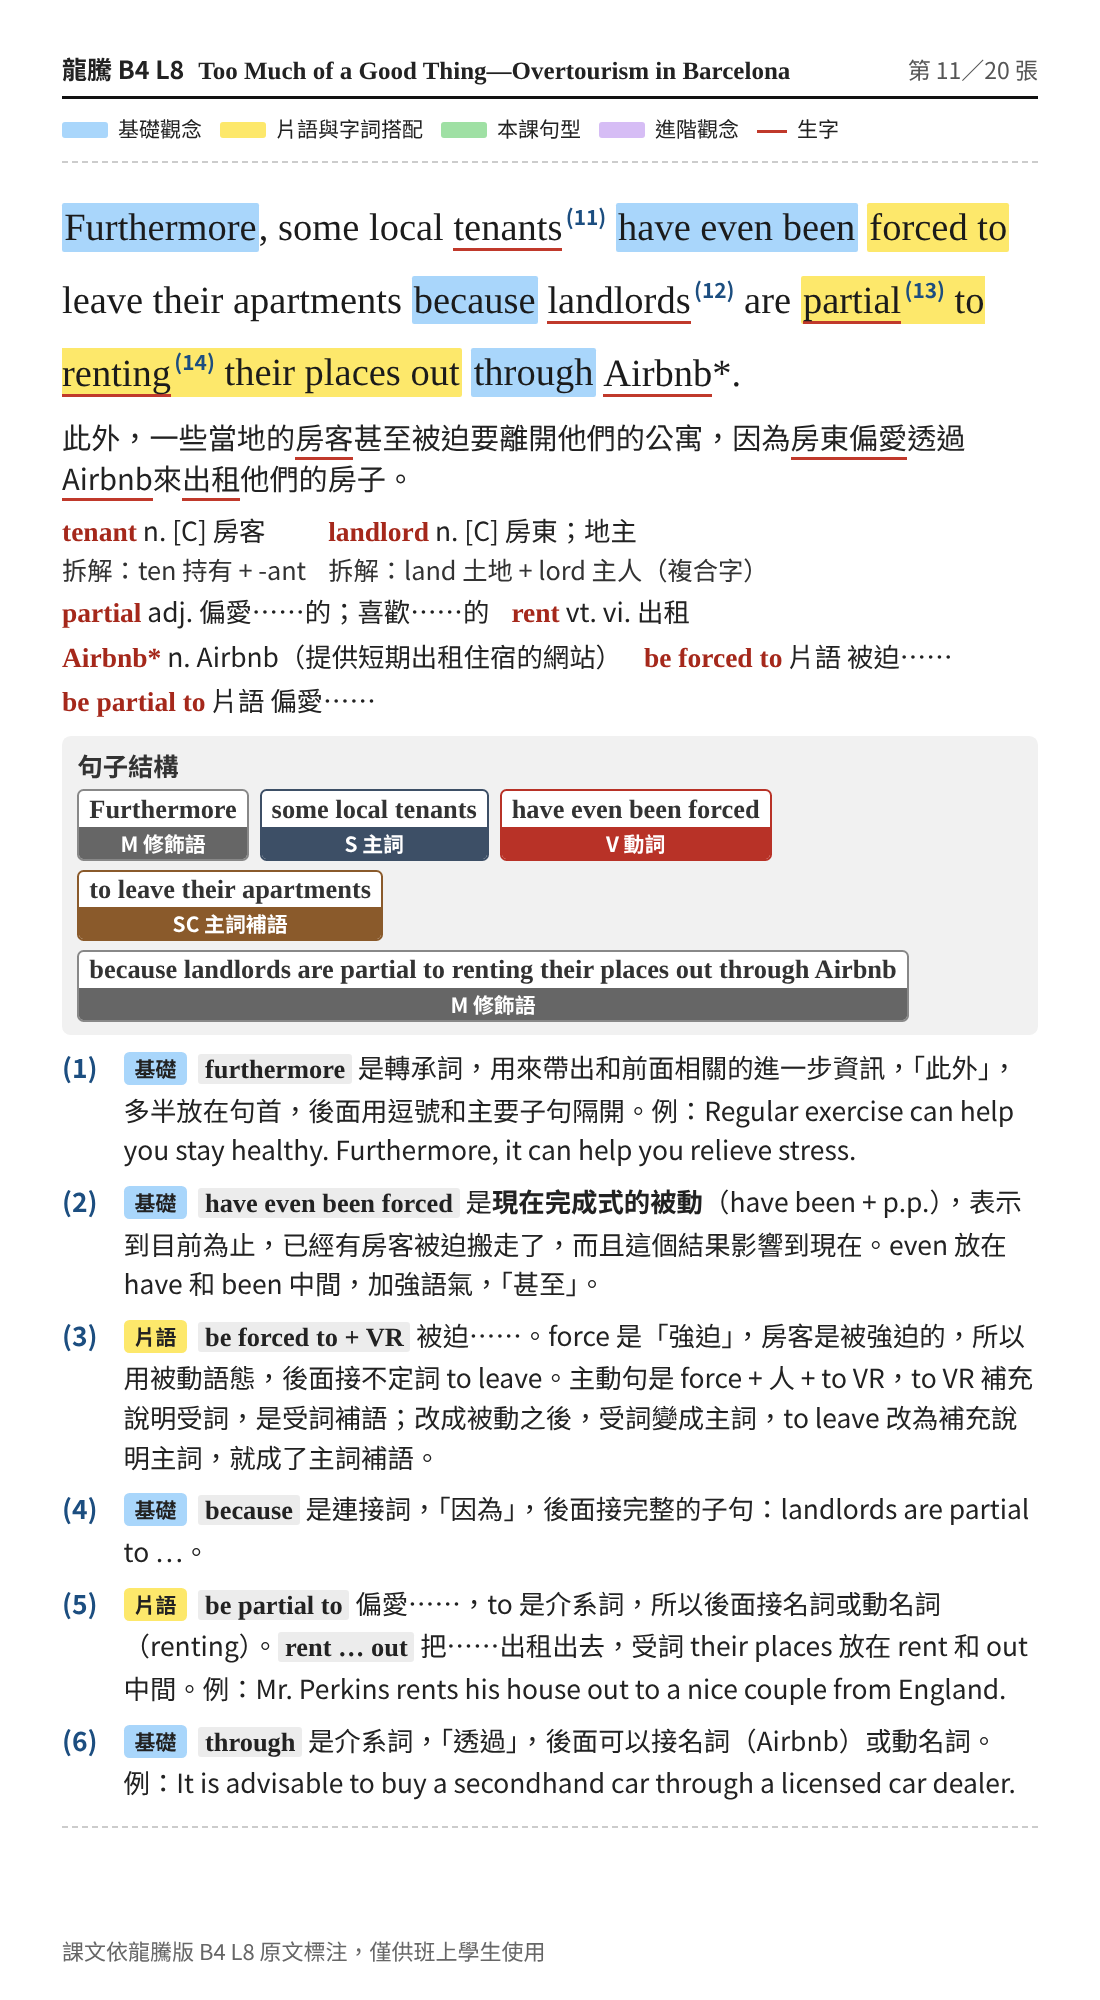 龍騰 B4 L8 Too Much of a Good Thing—Overtourism in Barcelona 第 11／20 張
基礎觀念 片語與字詞搭配 本課句型 進階觀念 生字
Furthermore, some local tenants(11) have even been forced to
leave their apartments because landlords(12) are partial(13) to
renting(14) their places out through Airbnb*.
此外，一些當地的房客甚至被迫要離開他們的公寓，因為房東偏愛透過
Airbnb來出租他們的房子。
tenant n. [C] 房客 landlord n. [C] 房東；地主
拆解：ten 持有 + -ant 拆解：land 土地 + lord 主人（複合字）
partial adj. 偏愛……的；喜歡……的 rent vt. vi. 出租
Airbnb* n. Airbnb（提供短期出租住宿的網站） be forced to 片語 被迫……
be partial to 片語 偏愛……
句子結構
Furthermore some local tenants have even been forced
M 修飾語 S 主詞 V 動詞
to leave their apartments
SC 主詞補語
because landlords are partial to renting their places out through Airbnb
M 修飾語
(1) 基礎 furthermore 是轉承詞，用來帶出和前面相關的進一步資訊，「此外」，
多半放在句首，後面用逗號和主要子句隔開。例：Regular exercise can help
you stay healthy. Furthermore, it can help you relieve stress.
(2) 基礎 have even been forced 是現在完成式的被動（have been + p.p.），表示
到目前為止，已經有房客被迫搬走了，而且這個結果影響到現在。even 放在
have 和 been 中間，加強語氣，「甚至」。
(3) 片語 be forced to + VR 被迫……。force 是「強迫」，房客是被強迫的，所以
用被動語態，後面接不定詞 to leave。主動句是 force + 人 + to VR，to VR 補充
說明受詞，是受詞補語；改成被動之後，受詞變成主詞，to leave 改為補充說
明主詞，就成了主詞補語。
(4) 基礎 because 是連接詞，「因為」，後面接完整的子句：landlords are partial
to …。
(5) 片語 be partial to 偏愛……，to 是介系詞，所以後面接名詞或動名詞
（renting）。rent … out 把……出租出去，受詞 their places 放在 rent 和 out
中間。例：Mr. Perkins rents his house out to a nice couple from England.
(6) 基礎 through 是介系詞，「透過」，後面可以接名詞（Airbnb）或動名詞。
例：It is advisable to buy a secondhand car through a licensed car dealer.
課文依龍騰版 B4 L8 原文標注，僅供班上學生使用